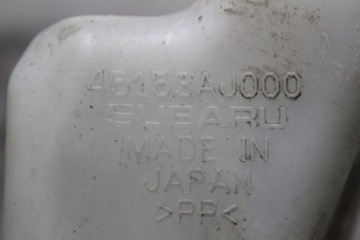 45153AJ000
SUBARU
MADE IN
JAPAN
>PP<